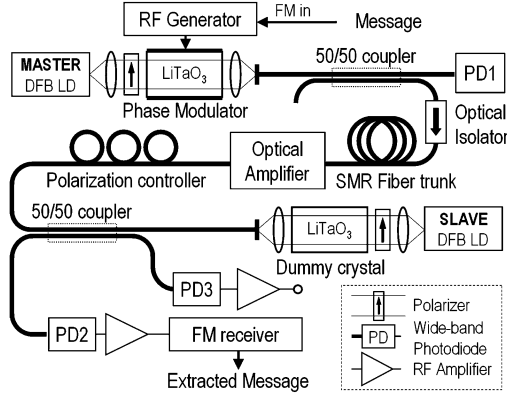 RF Generator
FM in
Message
MASTER
DFB LD
LiTaO3
Phase Modulator
50/50 coupler
PD1
Optical
Isolator
Polarization controller
Optical
Amplifier
SMR Fiber trunk
50/50 coupler
LiTaO3
SLAVE
DFB LD
Dummy crystal
PD3
PD2
FM receiver
Extracted Message
Polarizer
PD
Wide-band
Photodiode
RF Amplifier